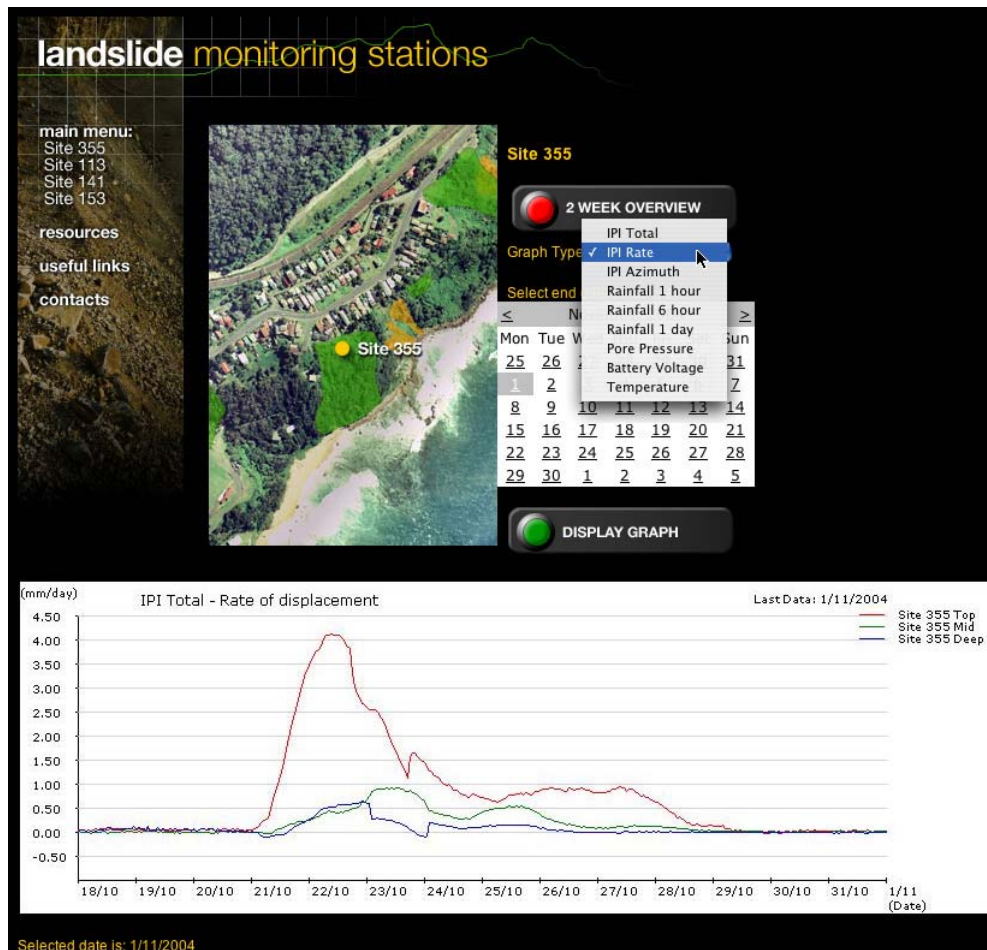 landslide monitoring stations
main menu:
Site 355
Site 113
Site 141
Site 153
resources
useful links
contacts
Site 355
Site 355
2 WEEK OVERVIEW
Graph Type
IPI Total
✓ IPI Rate
IPI Azimuth
Rainfall 1 hour
Rainfall 6 hour
Rainfall 1 day
Pore Pressure
Battery Voltage
Temperature
Select end
< >
Mon Tue
25 26 31
1 2 7
8 9 10 11 12 13 14
15 16 17 18 19 20 21
22 23 24 25 26 27 28
29 30 1 2 3 4 5
DISPLAY GRAPH
(mm/day) IPI Total - Rate of displacement LastData: 1/11/2004
Site 355 Top
Site 355 Mid
Site 355 Deep
4.50
4.00
3.50
3.00
2.50
2.00
1.50
1.00
0.50
0.00
-0.50
18/10 19/10 20/10 21/10 22/10 23/10 24/10 25/10 26/10 27/10 28/10 29/10 30/10 31/10 1/11
(Date)
Selected date is: 1/11/2004